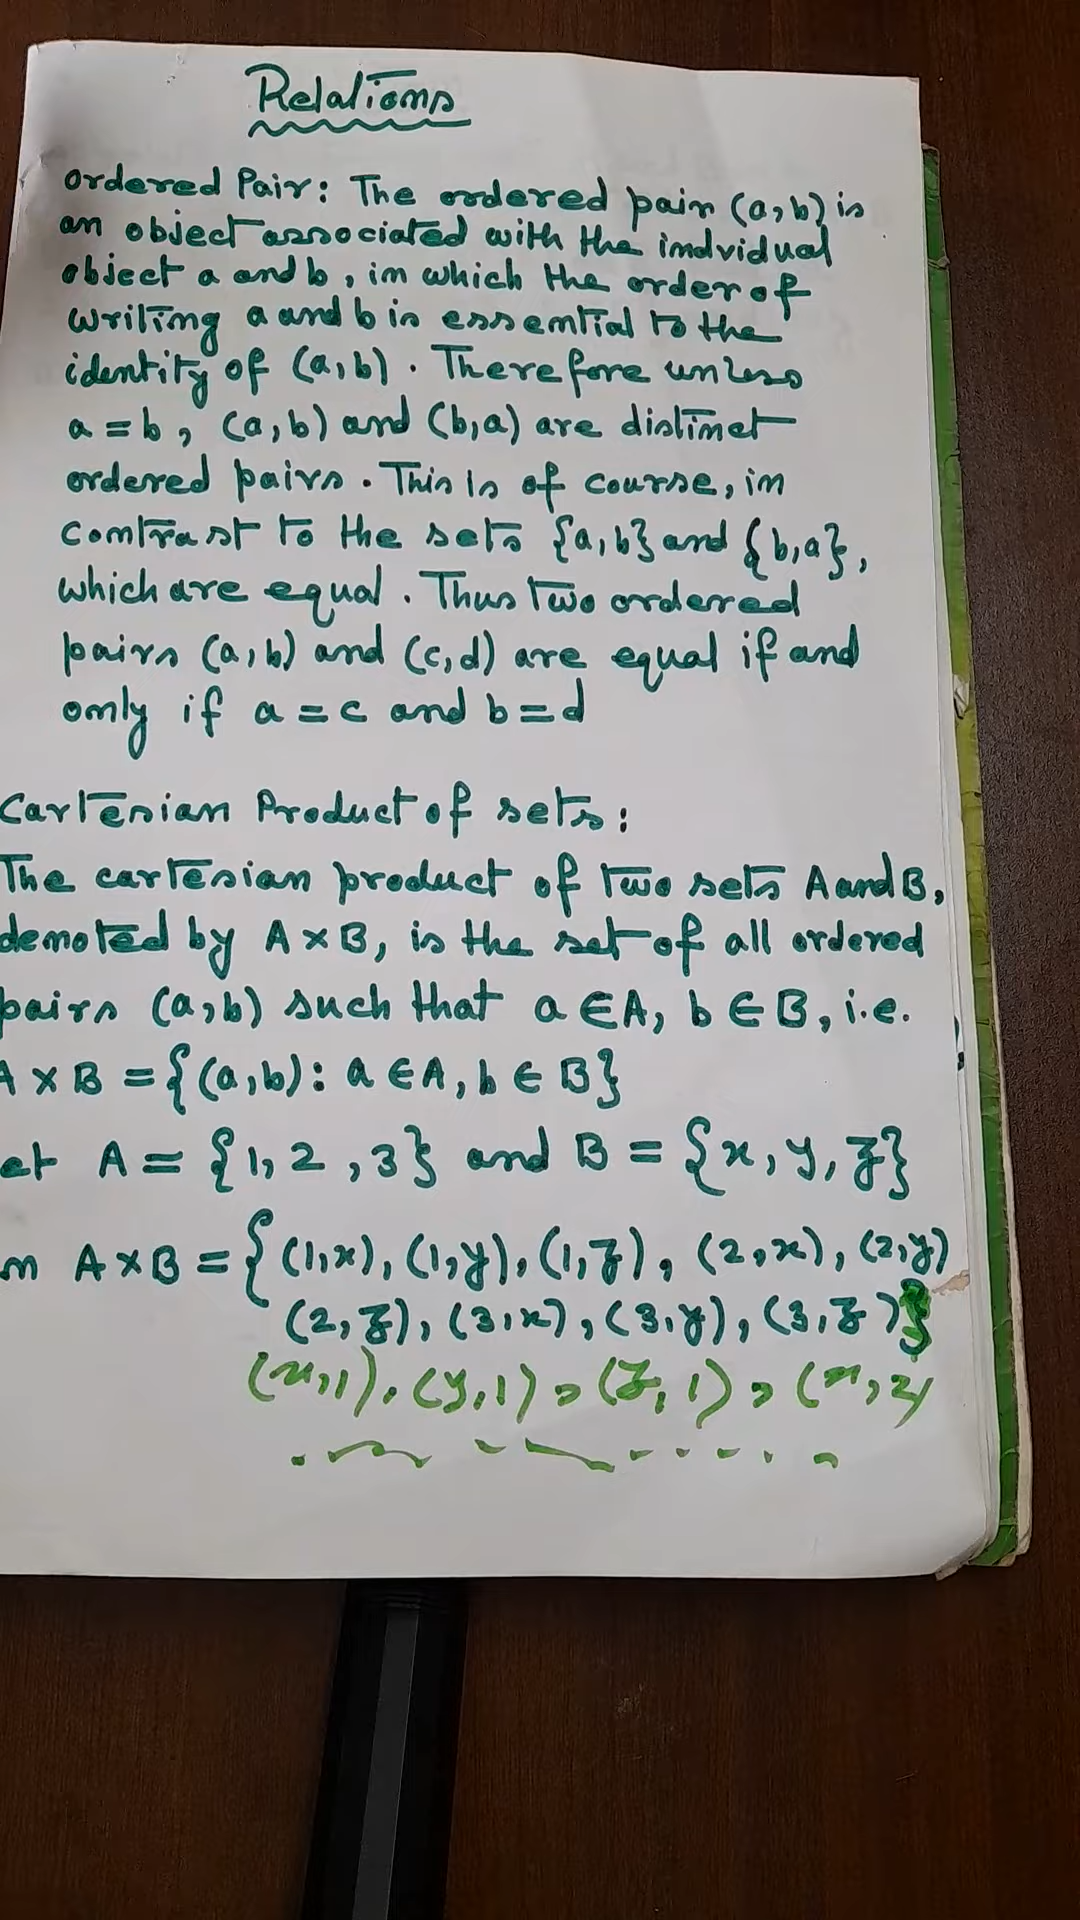 Relations
Ordered Pair: The ordered pair (a,b) is
an object associated with the indvidual
object a and b, in which the order of
writing a and b is essential to the
identity of (a,b). Therefore unless
a = b, (a,b) and (b,a) are distinct
ordered pairs. This is of course, in
contrast to the sets {a,b} and {b,a},
which are equal. Thus two ordered
pairs (a,b) and (c,d) are equal if and
only if a = c and b = d
Cartesian Product of sets:
The cartesian product of two sets A and B,
denoted by A × B, is the set of all ordered
pairs (a,b) such that a ∈ A, b ∈ B, i.e.
A × B = {(a,b): a ∈ A, b ∈ B}
et A = {1, 2, 3} and B = {x, y, z}
n A × B = {(1,x), (1,y), (1,z), (2,x), (2,y)
(2,z), (3,x), (3,y), (3,z)}
(x,1), (y,1), (z,1), (x,2)